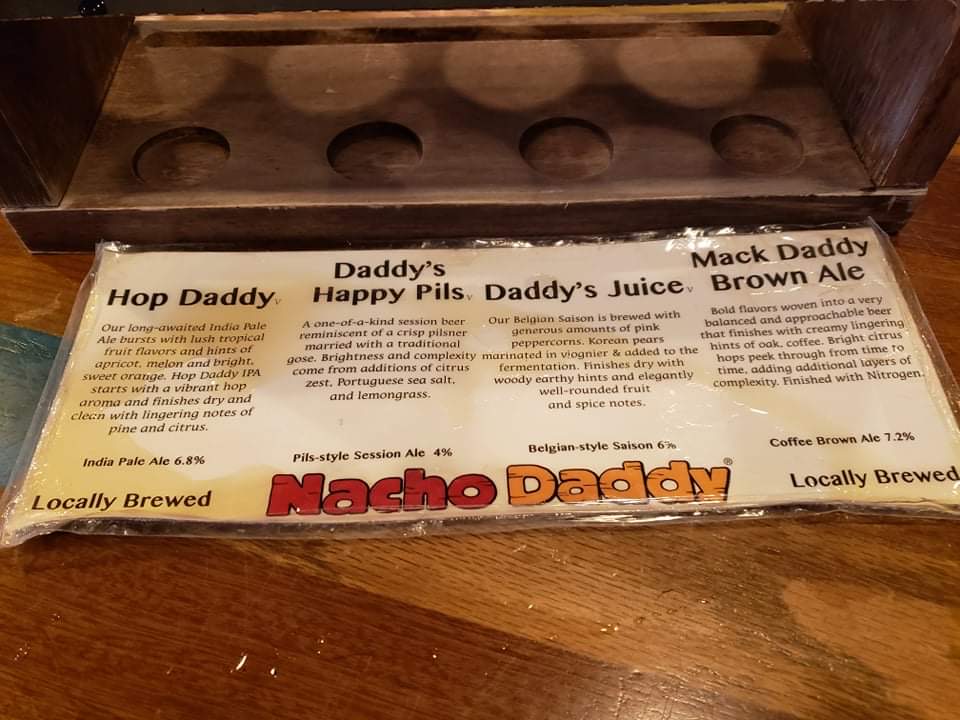 Hop Daddy v
Our long-awaited India Pale
Ale bursts with lush tropical
fruit flavors and hints of
apricot, melon and bright,
sweet orange. Hop Daddy IPA
starts with a vibrant hop
aroma and finishes dry and
clean with lingering notes of
pine and citrus.
India Pale Ale 6.8%
Locally Brewed
Daddy's
Happy Pils v
A one-of-a-kind session beer
reminiscent of a crisp pilsner
married with a traditional
gose. Brightness and complexity
come from additions of citrus
zest, Portuguese sea salt,
and lemongrass.
Pils-style Session Ale 4%
Daddy's Juice v
Our Belgian Saison is brewed with
generous amounts of pink
peppercorns. Korean pears
marinated in viognier & added to the
fermentation. Finishes dry with
woody earthy hints and elegantly
well-rounded fruit
and spice notes.
Belgian-style Saison 6%
Mack Daddy
Brown Ale
Bold flavors woven into a very
balanced and approachable beer
that finishes with creamy lingering
hints of oak, coffee. Bright citrus
hops peek through from time to
time, adding additional layers of
complexity. Finished with Nitrogen.
Coffee Brown Ale 7.2%
Locally Brewed
Nacho Daddy®